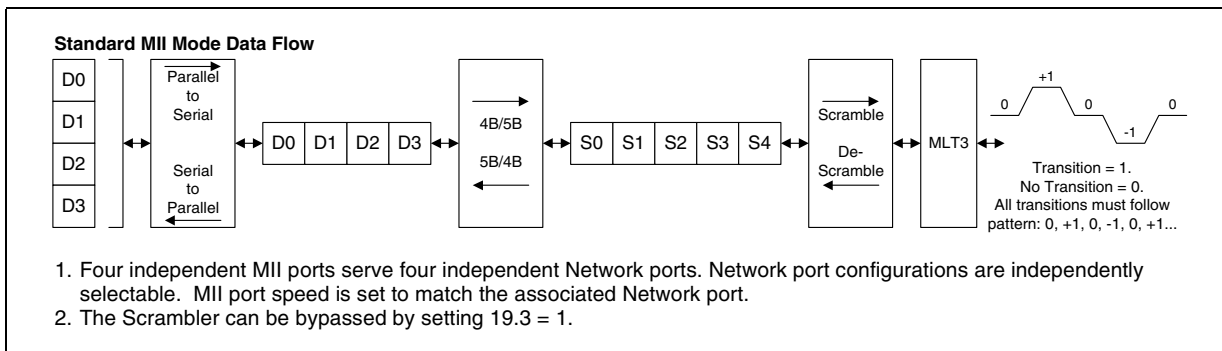 Standard MII Mode Data Flow
D0
D1
D2
D3
Parallel
to
Serial
Serial
to
Parallel
D0 D1 D2 D3
4B/5B
5B/4B
S0 S1 S2 S3 S4
Scramble
De-
Scramble
MLT3
0 +1 0 -1 0
Transition = 1.
No Transition = 0.
All transitions must follow
pattern: 0, +1, 0, -1, 0, +1...
1. Four independent MII ports serve four independent Network ports. Network port configurations are independently
selectable. MII port speed is set to match the associated Network port.
2. The Scrambler can be bypassed by setting 19.3 = 1.